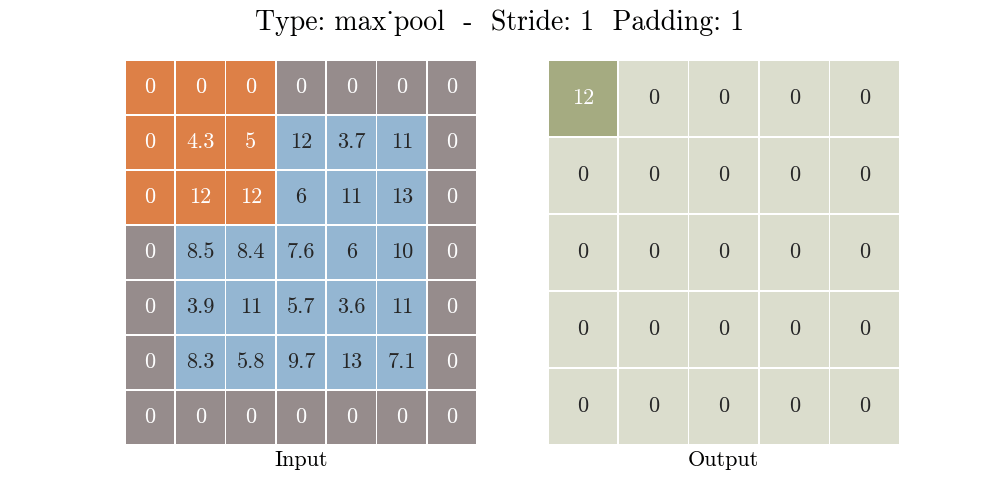 Type: max˙pool - Stride: 1 Padding: 1
0 0 0 0 0 0 0
0 4.3 5 12 3.7 11 0
0 12 12 6 11 13 0
0 8.5 8.4 7.6 6 10 0
0 3.9 11 5.7 3.6 11 0
0 8.3 5.8 9.7 13 7.1 0
0 0 0 0 0 0 0
Input
12 0 0 0 0
0 0 0 0 0
0 0 0 0 0
0 0 0 0 0
0 0 0 0 0
Output